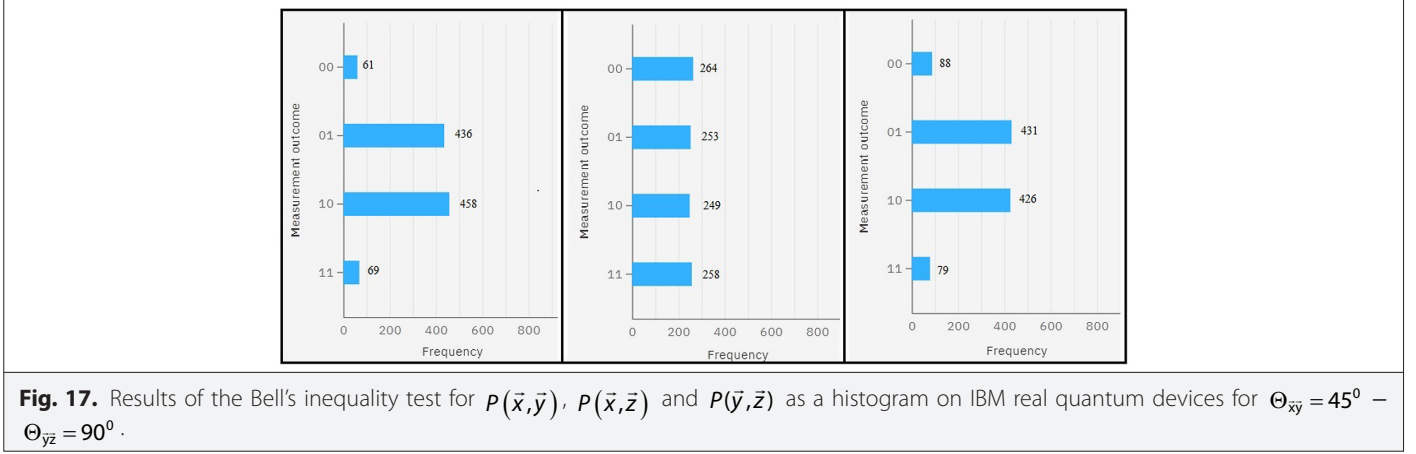 Measurement outcome
00
61
01
436
10
458
11
69
0 200 400 600 800
Frequency
Measurement outcome
00
264
01
253
10
249
11
258
0 200 400 600 800
Frequency
Measurement outcome
00
88
01
431
10
426
11
79
0 200 400 600 800
Frequency
Fig. 17. Results of the Bell’s inequality test for P(x⃗,y⃗), P(x⃗,z⃗) and P(y⃗,z⃗) as a histogram on IBM real quantum devices for Θx⃗y⃗ = 45⁰ −
Θy⃗z⃗ = 90⁰ .